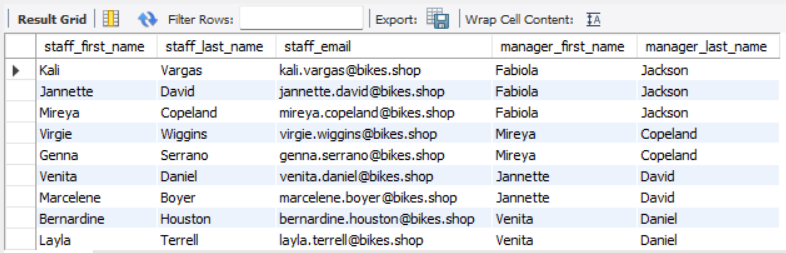 Result Grid Filter Rows: Export: Wrap Cell Content: IA
staff_first_name staff_last_name staff_email manager_first_name manager_last_name
Kali Vargas kali.vargas@bikes.shop Fabiola Jackson
Jannette David jannette.david@bikes.shop Fabiola Jackson
Mireya Copeland mireya.copeland@bikes.shop Fabiola Jackson
Virgie Wiggins virgie.wiggins@bikes.shop Mireya Copeland
Genna Serrano genna.serrano@bikes.shop Mireya Copeland
Venita Daniel venita.daniel@bikes.shop Jannette David
Marcelene Boyer marcelene.boyer@bikes.shop Jannette David
Bernardine Houston bernardine.houston@bikes.shop Venita Daniel
Layla Terrell layla.terrell@bikes.shop Venita Daniel